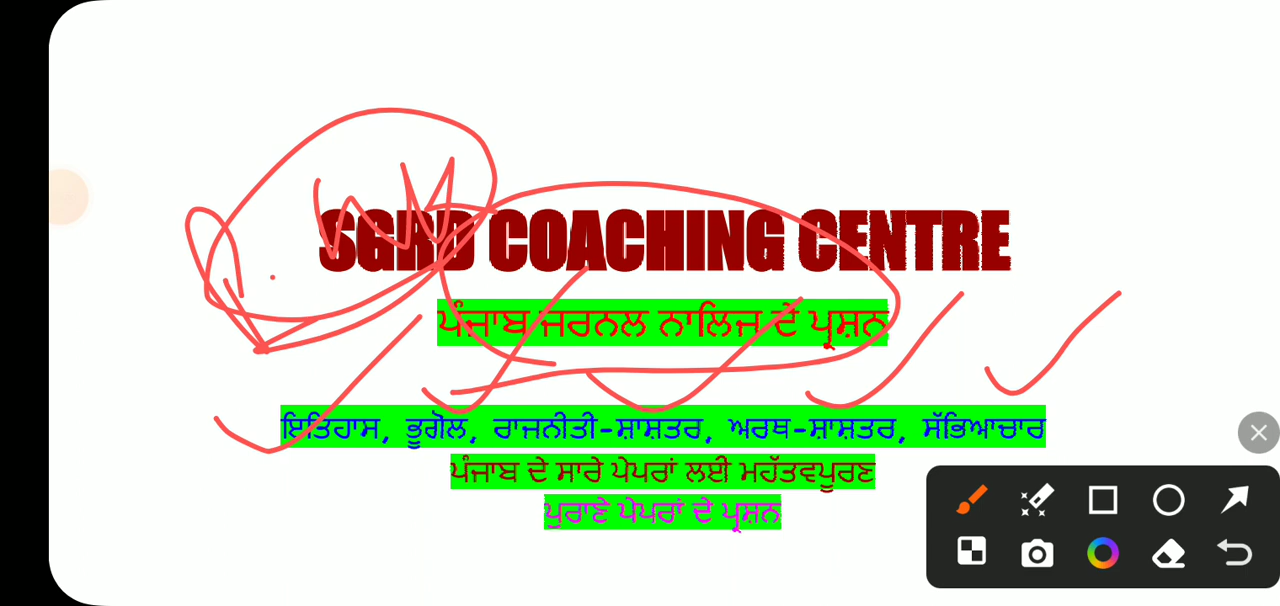 SGRD COACHING CENTRE
ਪੰਜਾਬ ਜਰਨਲ ਨਾਲਿਜ ਦੇ ਪ੍ਰਸ਼ਨ
ਇਤਿਹਾਸ, ਭੂਗੋਲ, ਰਾਜਨੀਤੀ-ਸ਼ਾਸ਼ਤਰ, ਅਰਥ-ਸ਼ਾਸ਼ਤਰ, ਸੱਭਿਆਚਾਰ
ਪੰਜਾਬ ਦੇ ਸਾਰੇ ਪੇਪਰਾਂ ਲਈ ਮਹੱਤਵਪੂਰਣ
ਪੁਰਾਣੇ ਪੇਪਰਾਂ ਦੇ ਪ੍ਰਸ਼ਨ